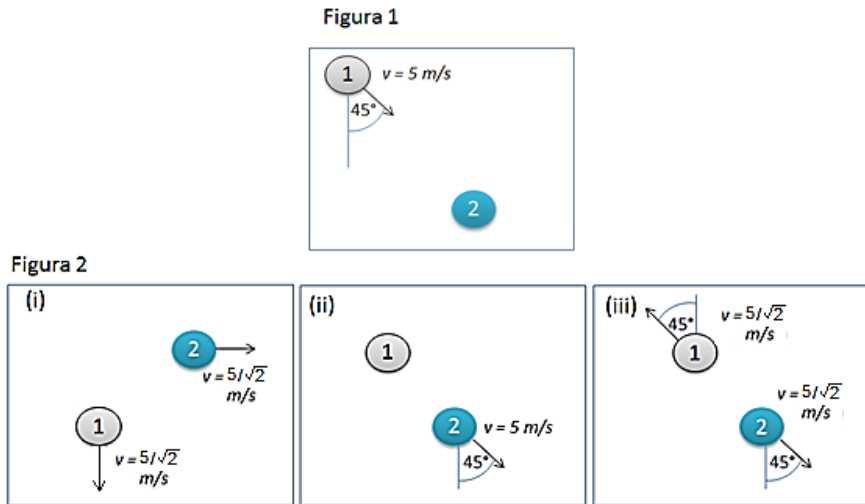 Figura 1
1
v = 5 m/s
45°
2
Figura 2
(i)
2
v = 5/√2
m/s
1
v = 5/√2
m/s
(ii)
1
2
v = 5 m/s
45°
(iii)
45°
v = 5/√2
m/s
1
v = 5/√2
m/s
2
45°